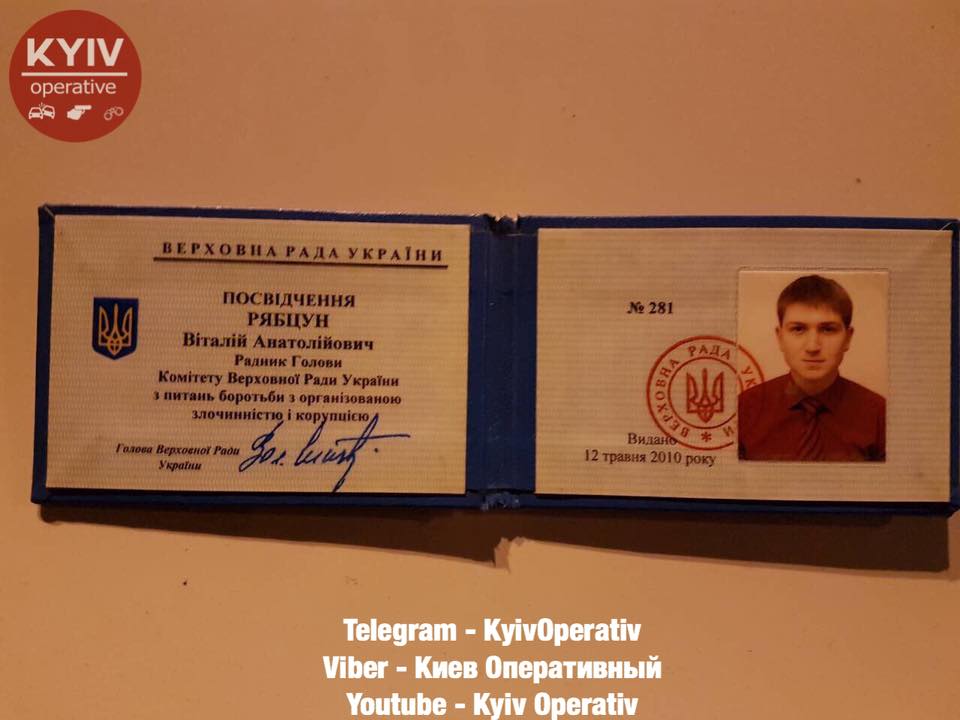 KYIV
operative
ВЕРХОВНА РАДА УКРАЇНИ
ПОСВІДЧЕННЯ
РЯБЦУН
Віталій Анатолійович
Радник Голови
Комітету Верховної Ради України
з питань боротьби з організованою
злочинністю і корупцією
Голова Верховної Ради
України
№ 281
ВЕРХОВНА РАДА УК
И
Видано
12 травня 2010 року
Telegram - KyivOperativ
Viber - Киев Оперативный
Youtube - Kyiv Operativ